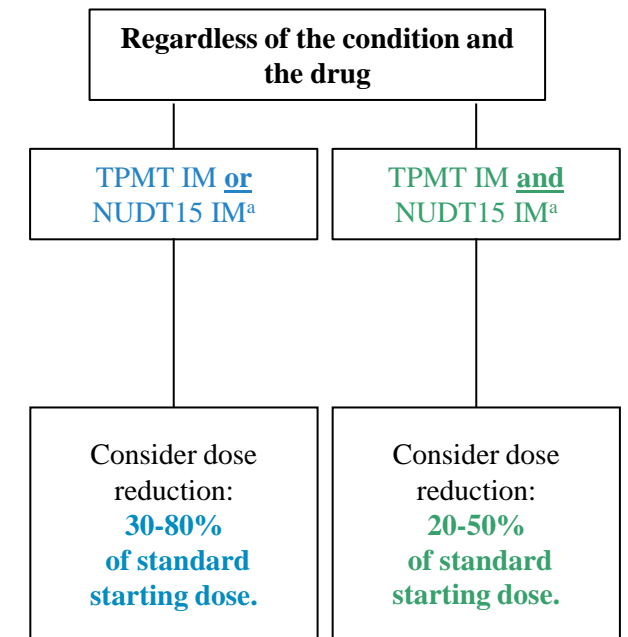 Regardless of the condition and
the drug
TPMT IM or
NUDT15 IMᵃ
TPMT IM and
NUDT15 IMᵃ
Consider dose
reduction:
30-80%
of standard
starting dose.
Consider dose
reduction:
20-50%
of standard
starting dose.